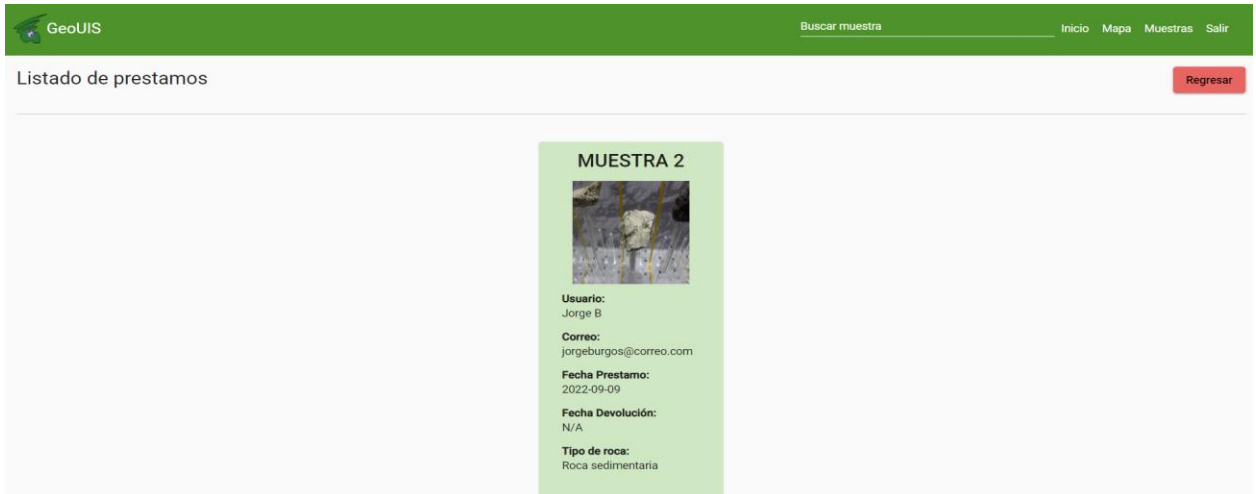 GeoUIS
Buscar muestra
Inicio Mapa Muestras Salir
Listado de prestamos
Regresar
MUESTRA 2
Usuario:
Jorge B
Correo:
jorgeburgos@correo.com
Fecha Prestamo:
2022-09-09
Fecha Devolución:
N/A
Tipo de roca:
Roca sedimentaria